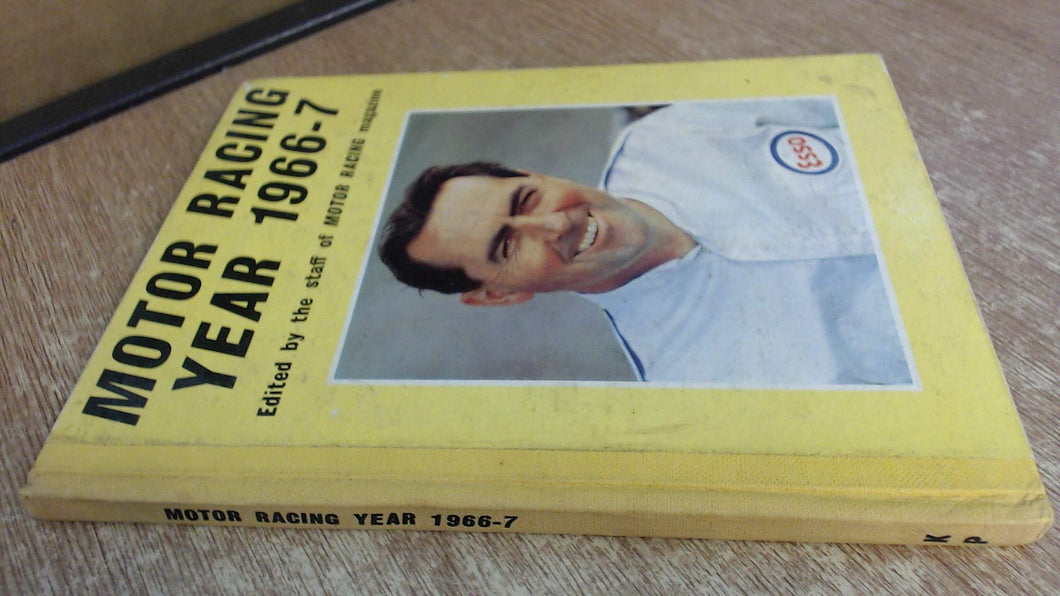 MOTOR RACING
YEAR 1966-7
Edited by the staff of MOTOR RACING magazine
ESSO
MOTOR RACING YEAR 1966-7
K P